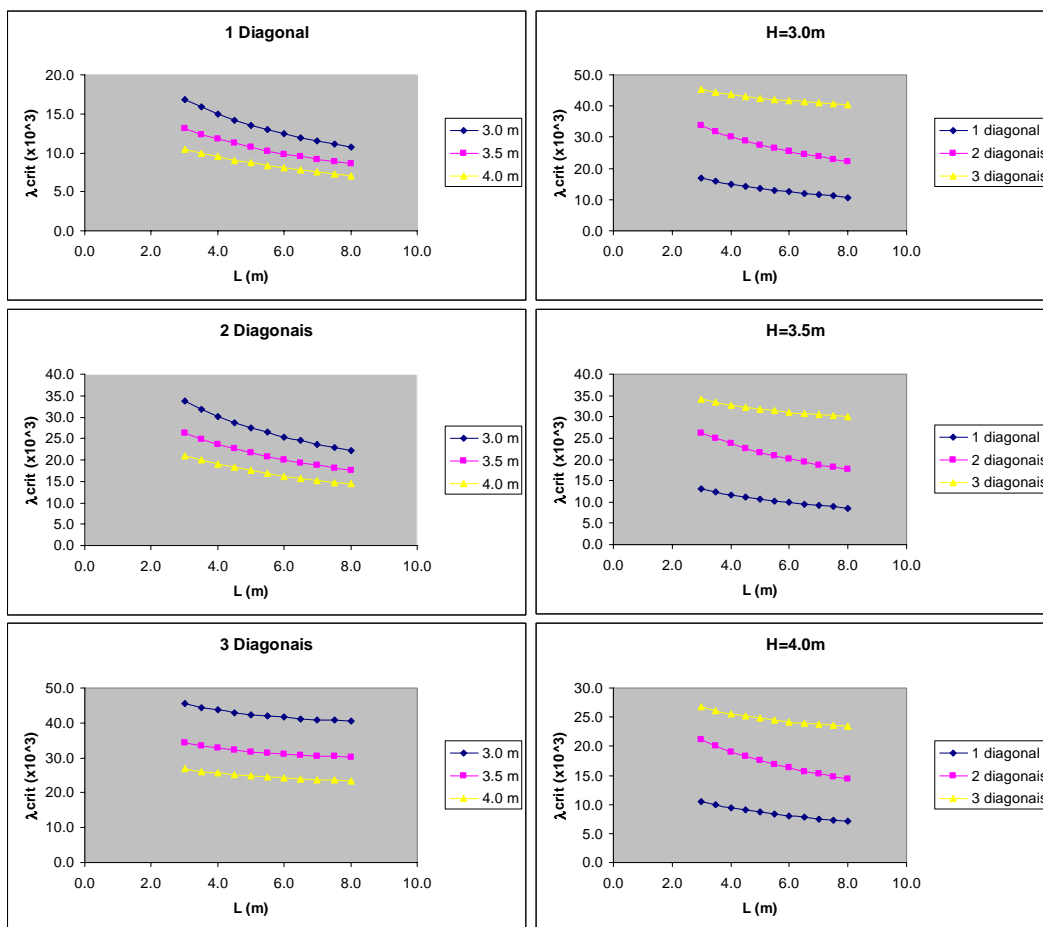 1 Diagonal
λcrit (x10^3)
20.0
15.0
10.0
5.0
0.0
0.0 2.0 4.0 6.0 8.0 10.0
L (m)
3.0 m
3.5 m
4.0 m
H=3.0m
λcrit (x10^3)
50.0
40.0
30.0
20.0
10.0
0.0
0.0 2.0 4.0 6.0 8.0 10.0
L (m)
1 diagonal
2 diagonais
3 diagonais
2 Diagonais
λcrit (x10^3)
40.0
35.0
30.0
25.0
20.0
15.0
10.0
5.0
0.0
0.0 2.0 4.0 6.0 8.0 10.0
L (m)
3.0 m
3.5 m
4.0 m
H=3.5m
λcrit (x10^3)
40.0
35.0
30.0
25.0
20.0
15.0
10.0
5.0
0.0
0.0 2.0 4.0 6.0 8.0 10.0
L (m)
1 diagonal
2 diagonais
3 diagonais
3 Diagonais
λcrit (x10^3)
50.0
40.0
30.0
20.0
10.0
0.0
0.0 2.0 4.0 6.0 8.0 10.0
L (m)
3.0 m
3.5 m
4.0 m
H=4.0m
λcrit (x10^3)
30.0
25.0
20.0
15.0
10.0
5.0
0.0
0.0 2.0 4.0 6.0 8.0 10.0
L (m)
1 diagonal
2 diagonais
3 diagonais